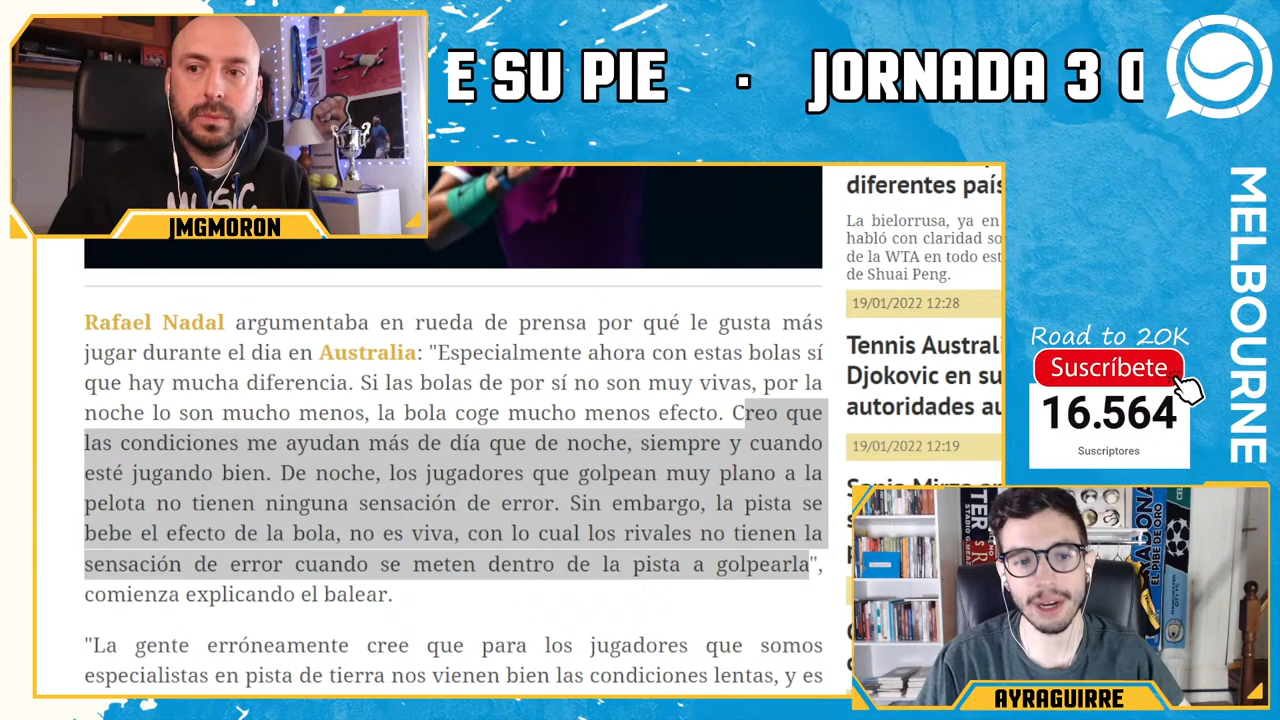 E SU PIE · JORNADA 3
MUSIC
JMGMORON
diferentes país
La bielorrusa, ya en
habló con claridad so
de la WTA en todo est
de Shuai Peng.
19/01/2022 12:28
Rafael Nadal argumentaba en rueda de prensa por qué le gusta más
jugar durante el dia en Australia: "Especialmente ahora con estas bolas sí
que hay mucha diferencia. Si las bolas de por sí no son muy vivas, por la
noche lo son mucho menos, la bola coge mucho menos efecto. Creo que
las condiciones me ayudan más de día que de noche, siempre y cuando
esté jugando bien. De noche, los jugadores que golpean muy plano a la
pelota no tienen ninguna sensación de error. Sin embargo, la pista se
bebe el efecto de la bola, no es viva, con lo cual los rivales no tienen la
sensación de error cuando se meten dentro de la pista a golpearla",
comienza explicando el balear.
"La gente erróneamente cree que para los jugadores que somos
especialistas en pista de tierra nos vienen bien las condiciones lentas, y es
Tennis Austral
Djokovic en su
autoridades au
19/01/2022 12:19
Sania Mirza
MELBOURNE
Road to 20K
Suscríbete
16.564
Suscriptores
EL PIBE DE ORO
AYRAGUIRRE